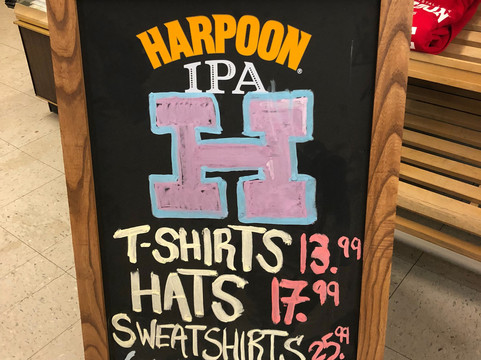 HARPOON®
IPA
H
T-SHIRTS 13.99
HATS 17.99
SWEATSHIRTS 25.99